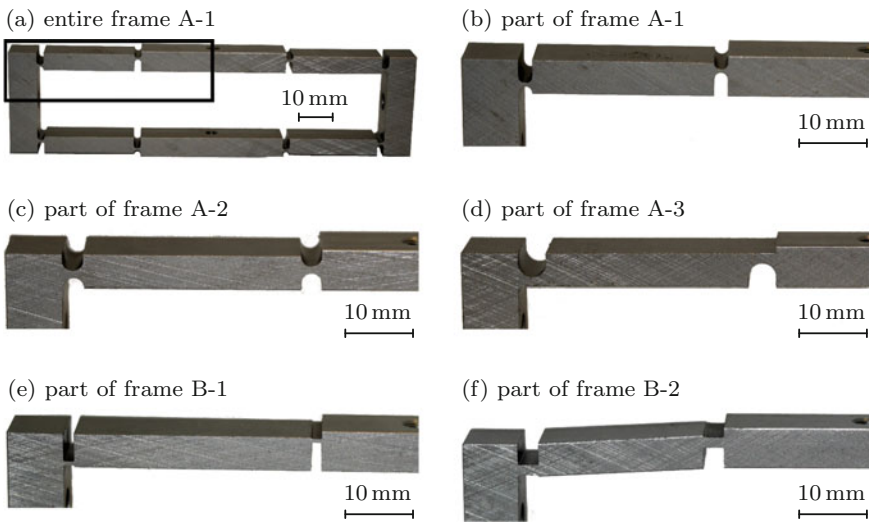 (a) entire frame A-1
(b) part of frame A-1
10 mm
10 mm
(c) part of frame A-2
(d) part of frame A-3
10 mm
10 mm
(e) part of frame B-1
(f) part of frame B-2
10 mm
10 mm